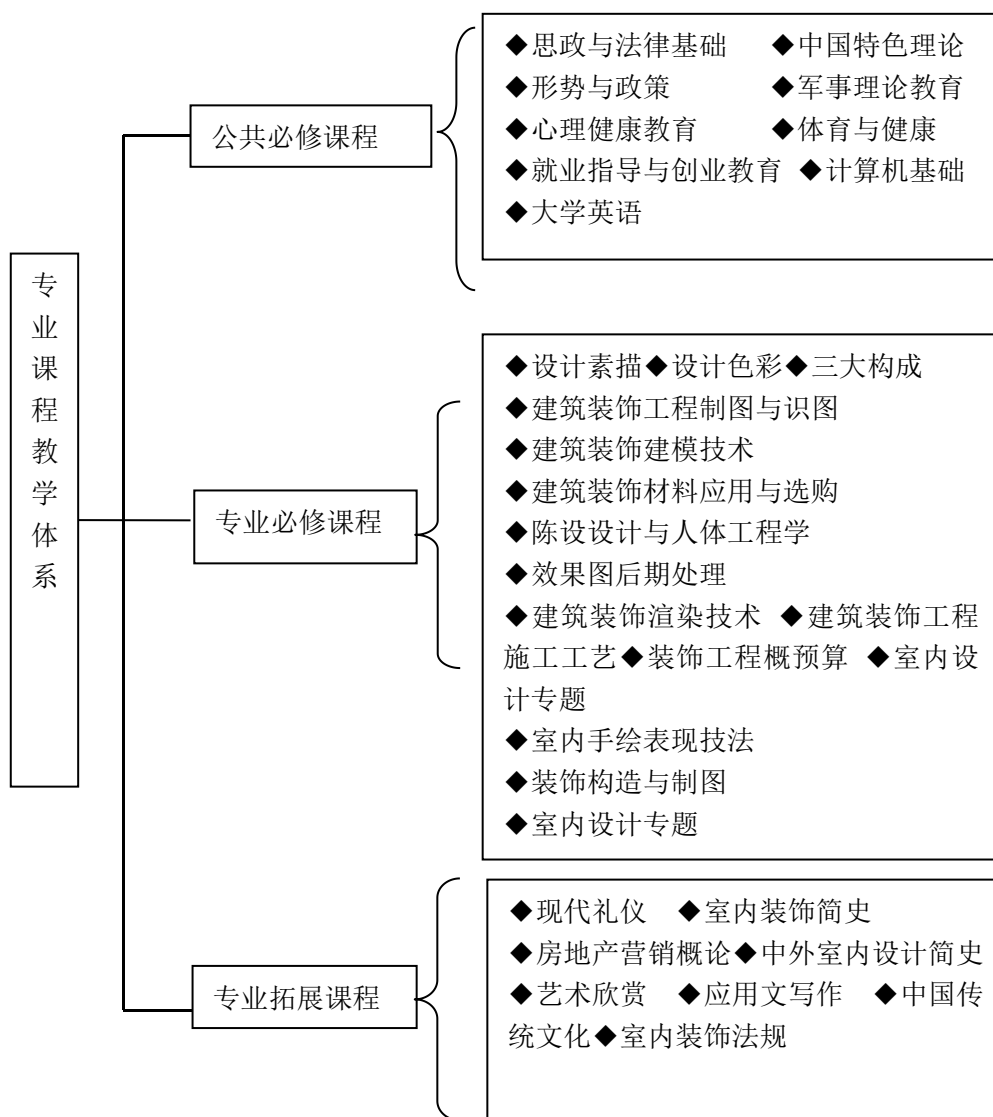 专业课程教学体系
公共必修课程
◆思政与法律基础 ◆中国特色理论
◆形势与政策 ◆军事理论教育
◆心理健康教育 ◆体育与健康
◆就业指导与创业教育 ◆计算机基础
◆大学英语
专业必修课程
◆设计素描◆设计色彩◆三大构成
◆建筑装饰工程制图与识图
◆建筑装饰建模技术
◆建筑装饰材料应用与选购
◆陈设设计与人体工程学
◆效果图后期处理
◆建筑装饰渲染技术 ◆建筑装饰工程
施工工艺◆装饰工程概预算 ◆室内设
计专题
◆室内手绘表现技法
◆装饰构造与制图
◆室内设计专题
专业拓展课程
◆现代礼仪 ◆室内装饰简史
◆房地产营销概论◆中外室内设计简史
◆艺术欣赏 ◆应用文写作 ◆中国传
统文化◆室内装饰法规